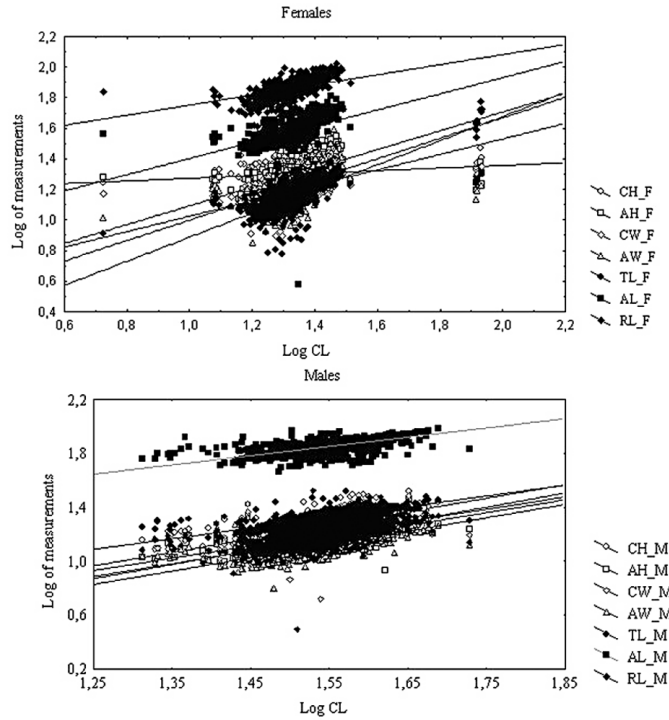 Females
2,2
2,0
1,8
1,6
1,4
1,2
1,0
0,8
0,6
0,4
Log of measurements
0,6 0,8 1,0 1,2 1,4 1,6 1,8 2,0 2,2
Log CL
CH_F
AH_F
CW_F
AW_F
TL_F
AL_F
RL_F
Males
2,2
1,8
1,4
1,0
0,6
0,2
Log of measurements
1,25 1,35 1,45 1,55 1,65 1,75 1,85
Log CL
CH_M
AH_M
CW_M
AW_M
TL_M
AL_M
RL_M